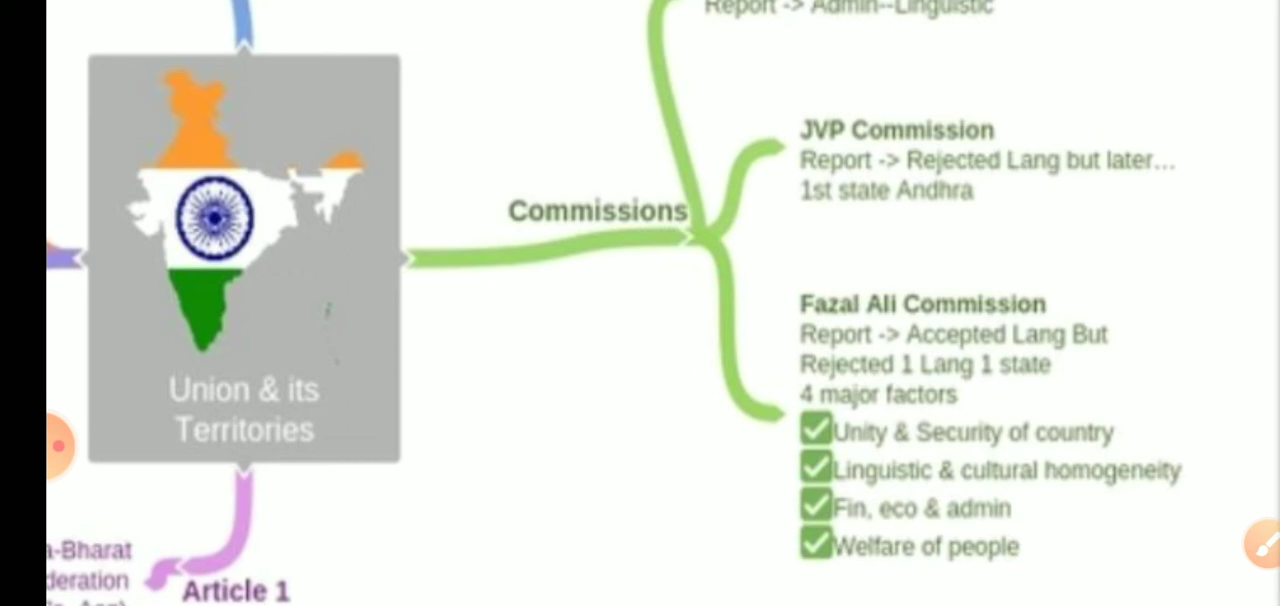 Report -> Admin--Linguistic
JVP Commission
Report -> Rejected Lang but later...
1st state Andhra
Commissions
Fazal Ali Commission
Report -> Accepted Lang But
Rejected 1 Lang 1 state
4 major factors
Unity & Security of country
Linguistic & cultural homogeneity
Fin, eco & admin
Welfare of people
Union & its
Territories
a-Bharat
deration
Article 1